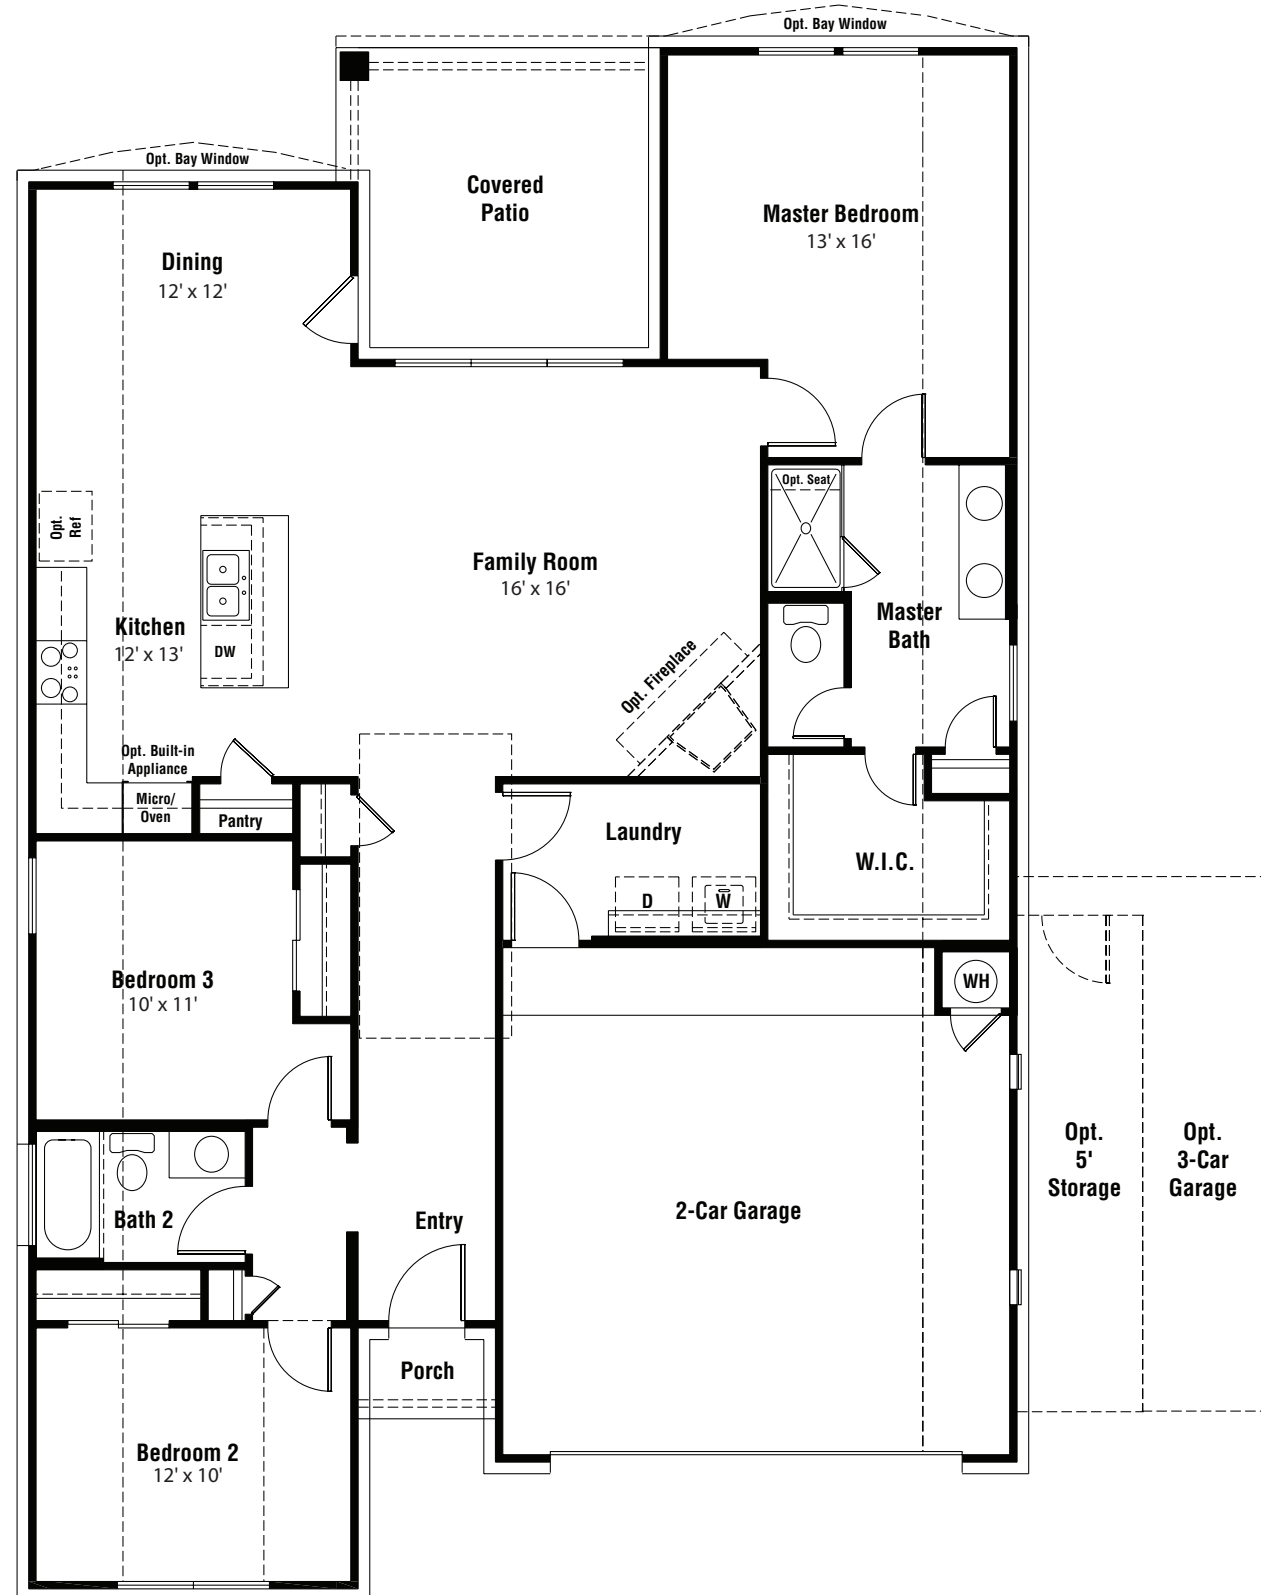 Opt. Bay Window
Opt. Bay Window
Covered
Patio
Master Bedroom
13' x 16'
Dining
12' x 12'
Opt. Seat
Opt.
Ref
Family Room
16' x 16'
Kitchen
12' x 13'
DW
Master
Bath
Opt. Fireplace
Opt. Built-in
Appliance
Micro/
Oven
Pantry
Laundry
W.I.C.
D
W
Bedroom 3
10' x 11'
WH
Opt.
5'
Storage
Opt.
3-Car
Garage
2-Car Garage
Bath 2
Entry
Porch
Bedroom 2
12' x 10'